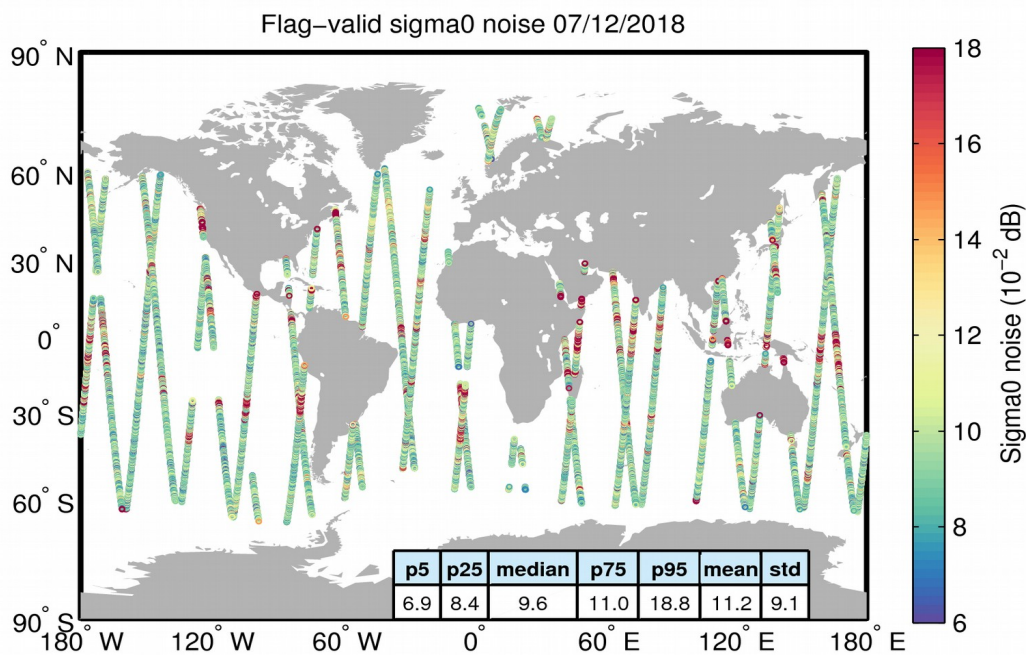 Flag−valid sigma0 noise 07/12/2018
90° N
60° N
30° N
0°
30° S
60° S
90° S
180° W
120° W
60° W
0°
60° E
120° E
180° E
p5 p25 median p75 p95 mean std
6.9 8.4 9.6 11.0 18.8 11.2 9.1
18
16
14
12
10
8
6
Sigma0 noise (10⁻² dB)